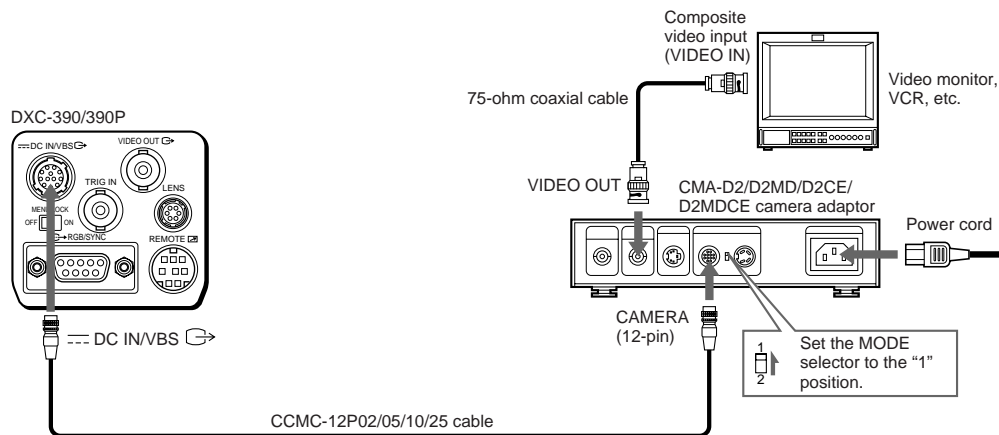 Composite
video input
(VIDEO IN)
75-ohm coaxial cable
Video monitor,
VCR, etc.
DXC-390/390P
DC IN/VBS
VIDEO OUT
TRIG IN
LENS
MENU LOCK
OFF ON
RGB/SYNC
REMOTE
VIDEO OUT
CMA-D2/D2MD/D2CE/
D2MDCE camera adaptor
Power cord
CAMERA
(12-pin)
DC IN/VBS
1
2
Set the MODE
selector to the “1”
position.
CCMC-12P02/05/10/25 cable